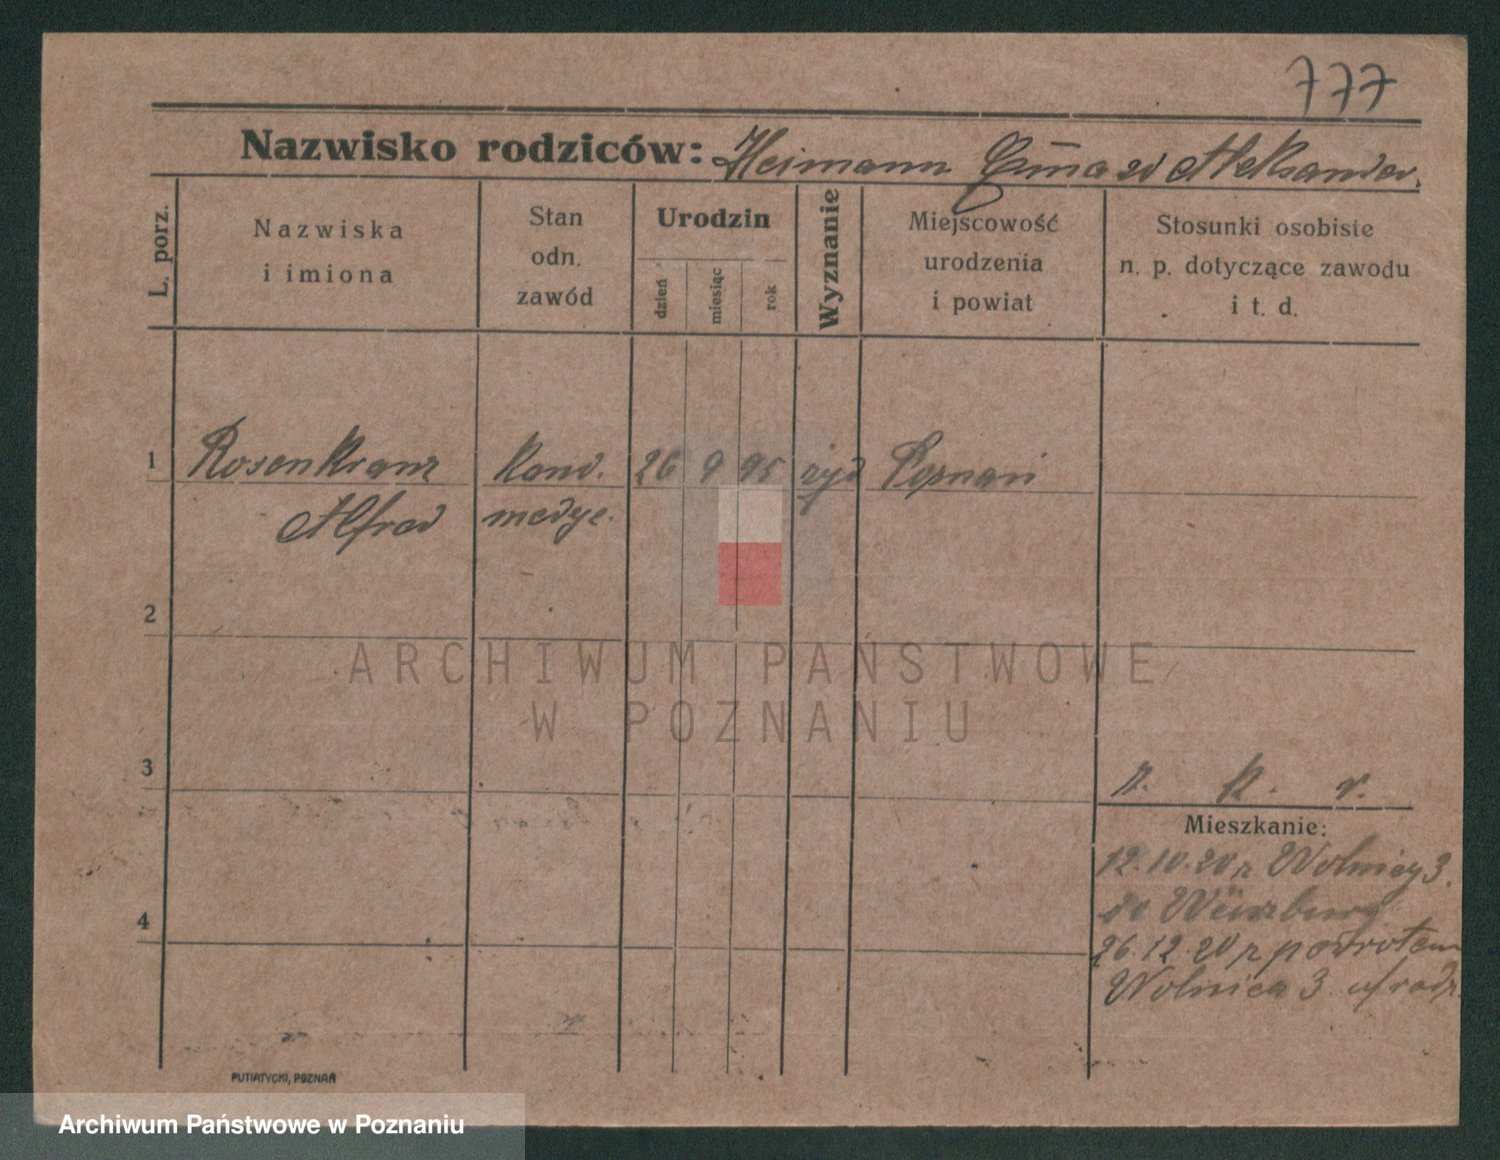 777
Nazwisko rodziców: Heimann Emma Aleksander.
L. porz.
Nazwiska
i imiona
Stan
odn.
zawód
Urodzin
dzień
miesiąc
rok
Wyznanie
Miejscowość
urodzenia
i powiat
Stosunki osobiste
n. p. dotyczące zawodu
i t. d.
1 Rosenkranz Kand. 26 9 95 żyd Poznań
Alfred medyc.
2
3
n. k. r.
Mieszkanie:
12.10.20 z Wolnicy 3.
do Würzburg
26.12.20 z powrotem
Wolnica 3 rodz.
4
PUTIATYCKI, POZNAŃ
ARCHIWUM PAŃSTWOWE
W POZNANIU
Archiwum Państwowe w Poznaniu